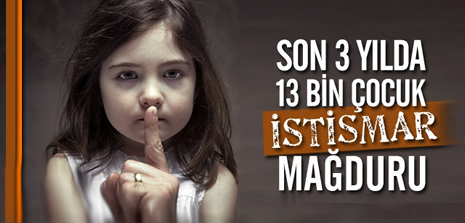 SON 3 YILDA
13 BİN ÇOCUK
İSTİSMAR
MAĞDURU